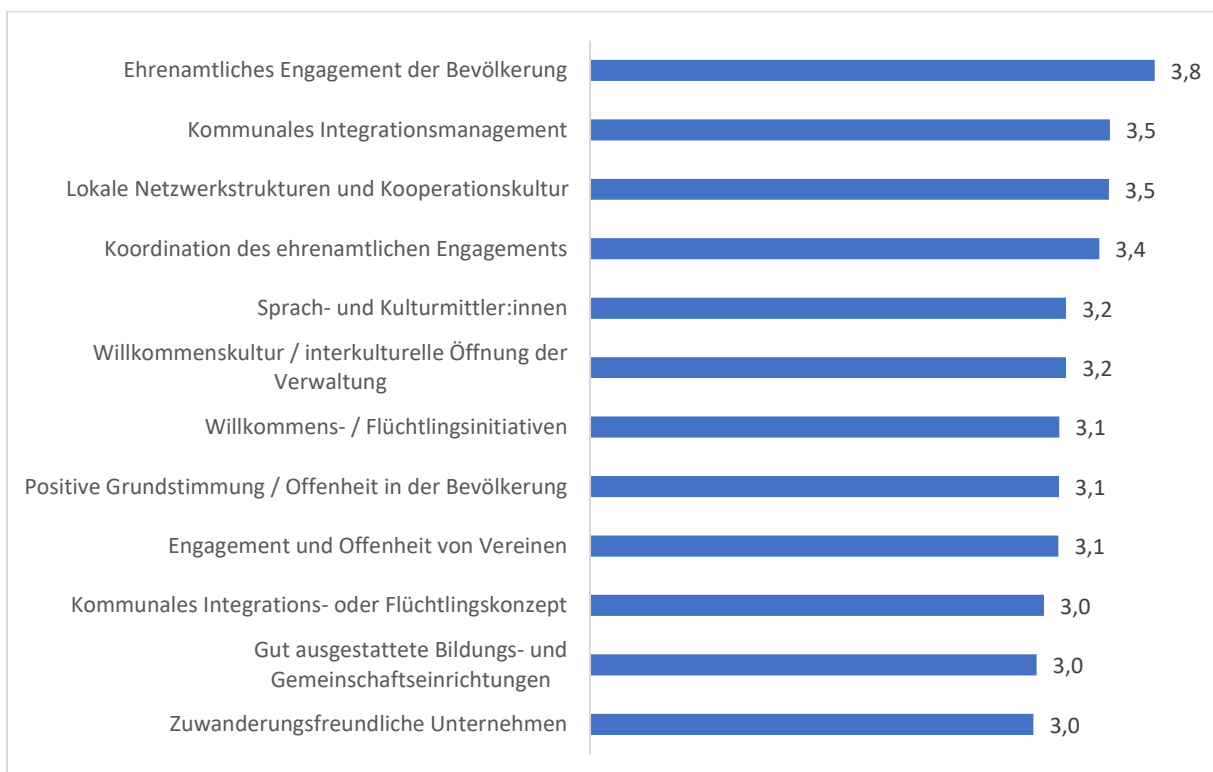 Ehrenamtliches Engagement der Bevölkerung 3,8
Kommunales Integrationsmanagement 3,5
Lokale Netzwerkstrukturen und Kooperationskultur 3,5
Koordination des ehrenamtlichen Engagements 3,4
Sprach- und Kulturmittler:innen 3,2
Willkommenskultur / interkulturelle Öffnung der
Verwaltung 3,2
Willkommens- / Flüchtlingsinitiativen 3,1
Positive Grundstimmung / Offenheit in der Bevölkerung 3,1
Engagement und Offenheit von Vereinen 3,1
Kommunales Integrations- oder Flüchtlingskonzept 3,0
Gut ausgestattete Bildungs- und
Gemeinschaftseinrichtungen 3,0
Zuwanderungsfreundliche Unternehmen 3,0